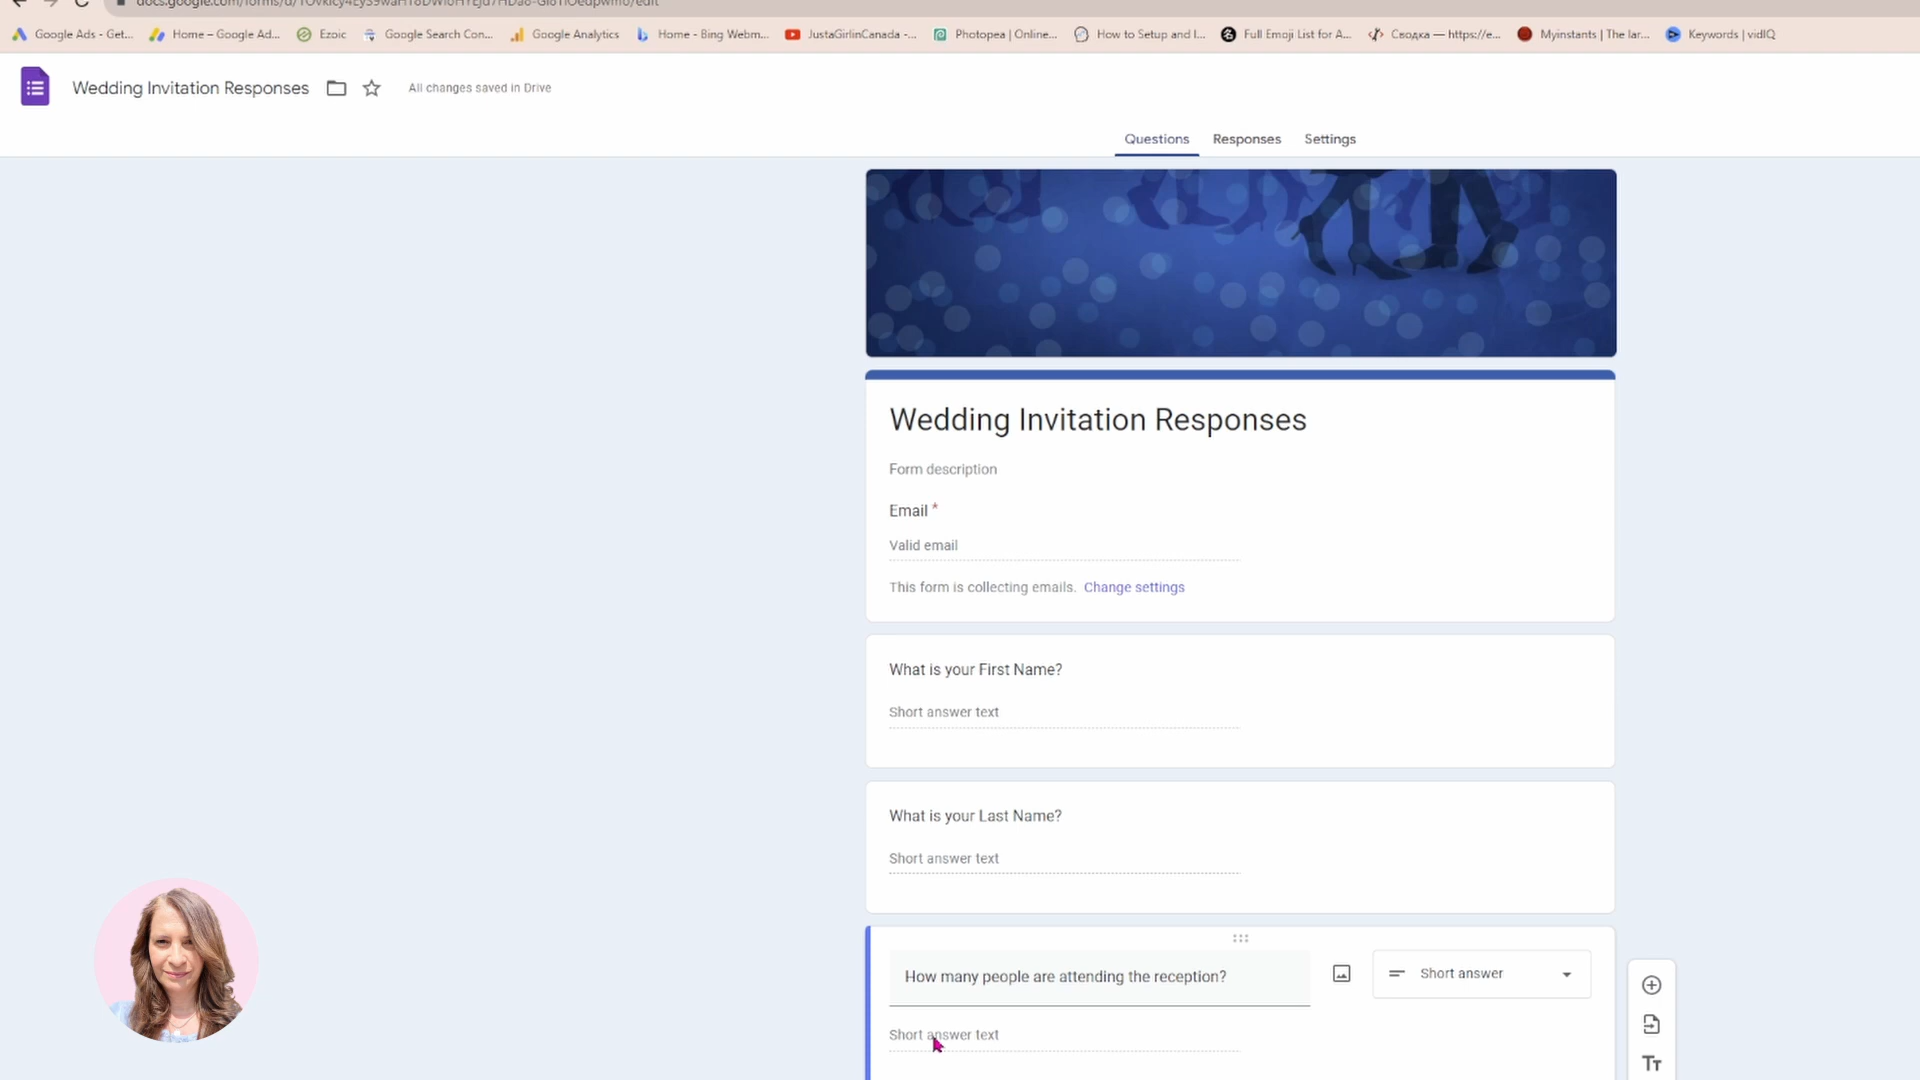 Google Ads - Get...
Home – Google Ad...
Ezoic
Google Search Con...
Google Analytics
Home - Bing Webm...
JustaGirlinCanada -...
Photopea | Online...
How to Setup and I...
Full Emoji List for A...
Сводка — https://e...
Myinstants | The lar...
Keywords | vidIQ
Wedding Invitation Responses
All changes saved in Drive
Questions
Responses
Settings
Wedding Invitation Responses
Form description
Email *
Valid email
This form is collecting emails. Change settings
What is your First Name?
Short answer text
What is your Last Name?
Short answer text
How many people are attending the reception?
Short answer
Short answer text
Tт